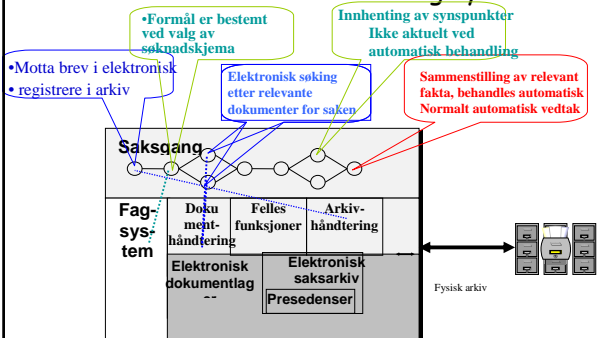 •Formål er bestemt
ved valg av
søknadskjema
Innhenting av synspunkter
Ikke aktuelt ved
automatisk behandling
•Motta brev i elektronisk
• registrere i arkiv
Elektronisk søking
etter relevante
dokumenter for saken
Sammenstilling av relevant
fakta, behandles automatisk
Normalt automatisk vedtak
Saksgang
Fag-
sys-
tem
Doku
ment-
håndtering
Felles
funksjoner
Arkiv-
håndtering
Elektronisk
dokumentlag
Elektronisk
saksarkiv
Presedenser
Fysisk arkiv